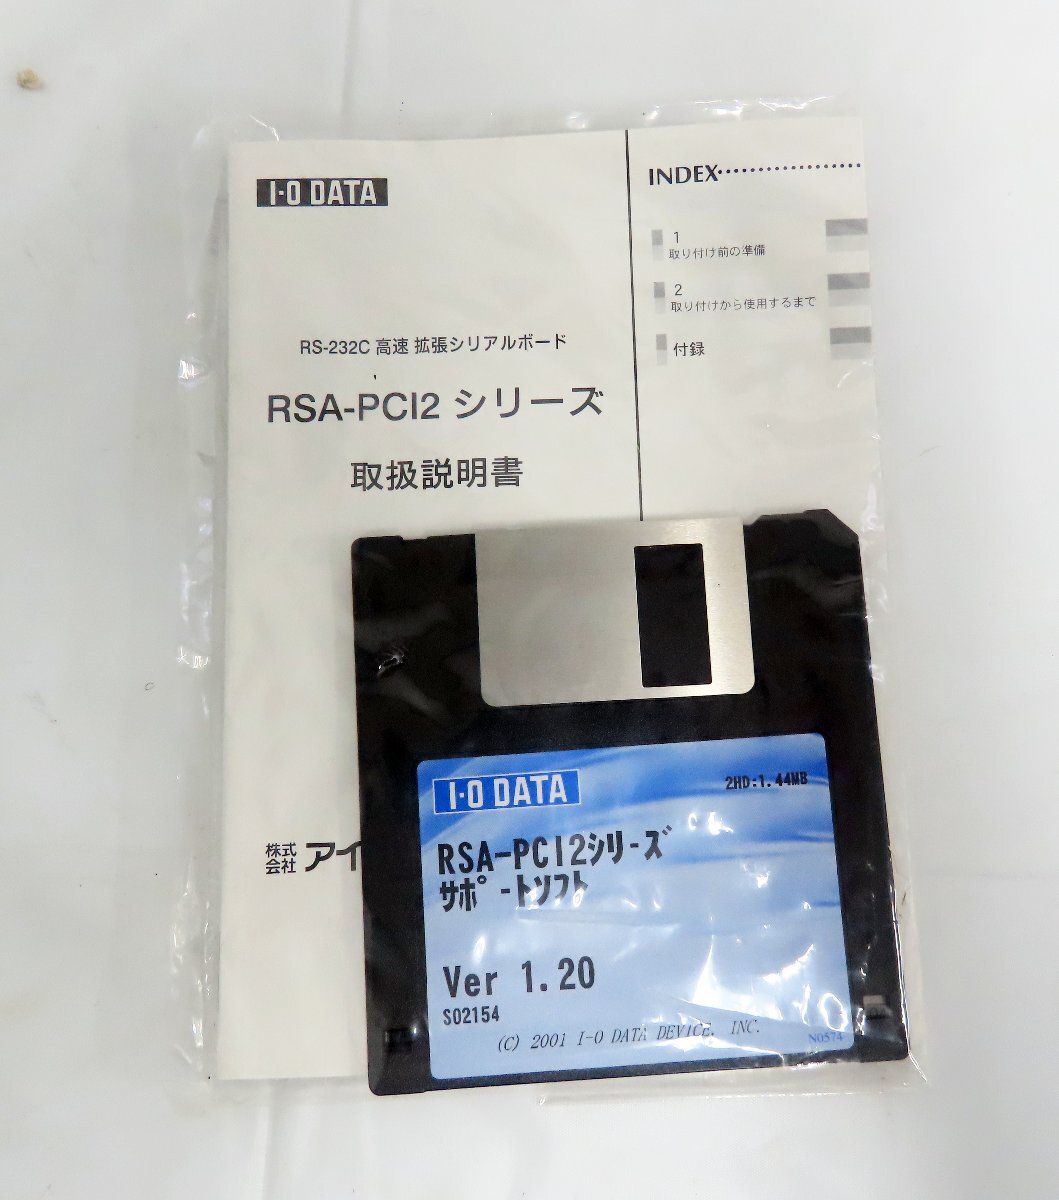 I-O DATA
RS-232C 高速 拡張シリアルボード
RSA-PCI2 シリーズ
取扱説明書
株式会社 アイ
INDEX
1
取り付け前の準備
2
取り付けから使用するまで
付録
I-O DATA
2HD:1.44MB
RSA-PCI2ｼﾘｰｽﾞ
ｻﾎﾟｰﾄｿﾌﾄ
Ver 1.20
S02154
(C) 2001 I-O DATA DEVICE, INC.
N0574